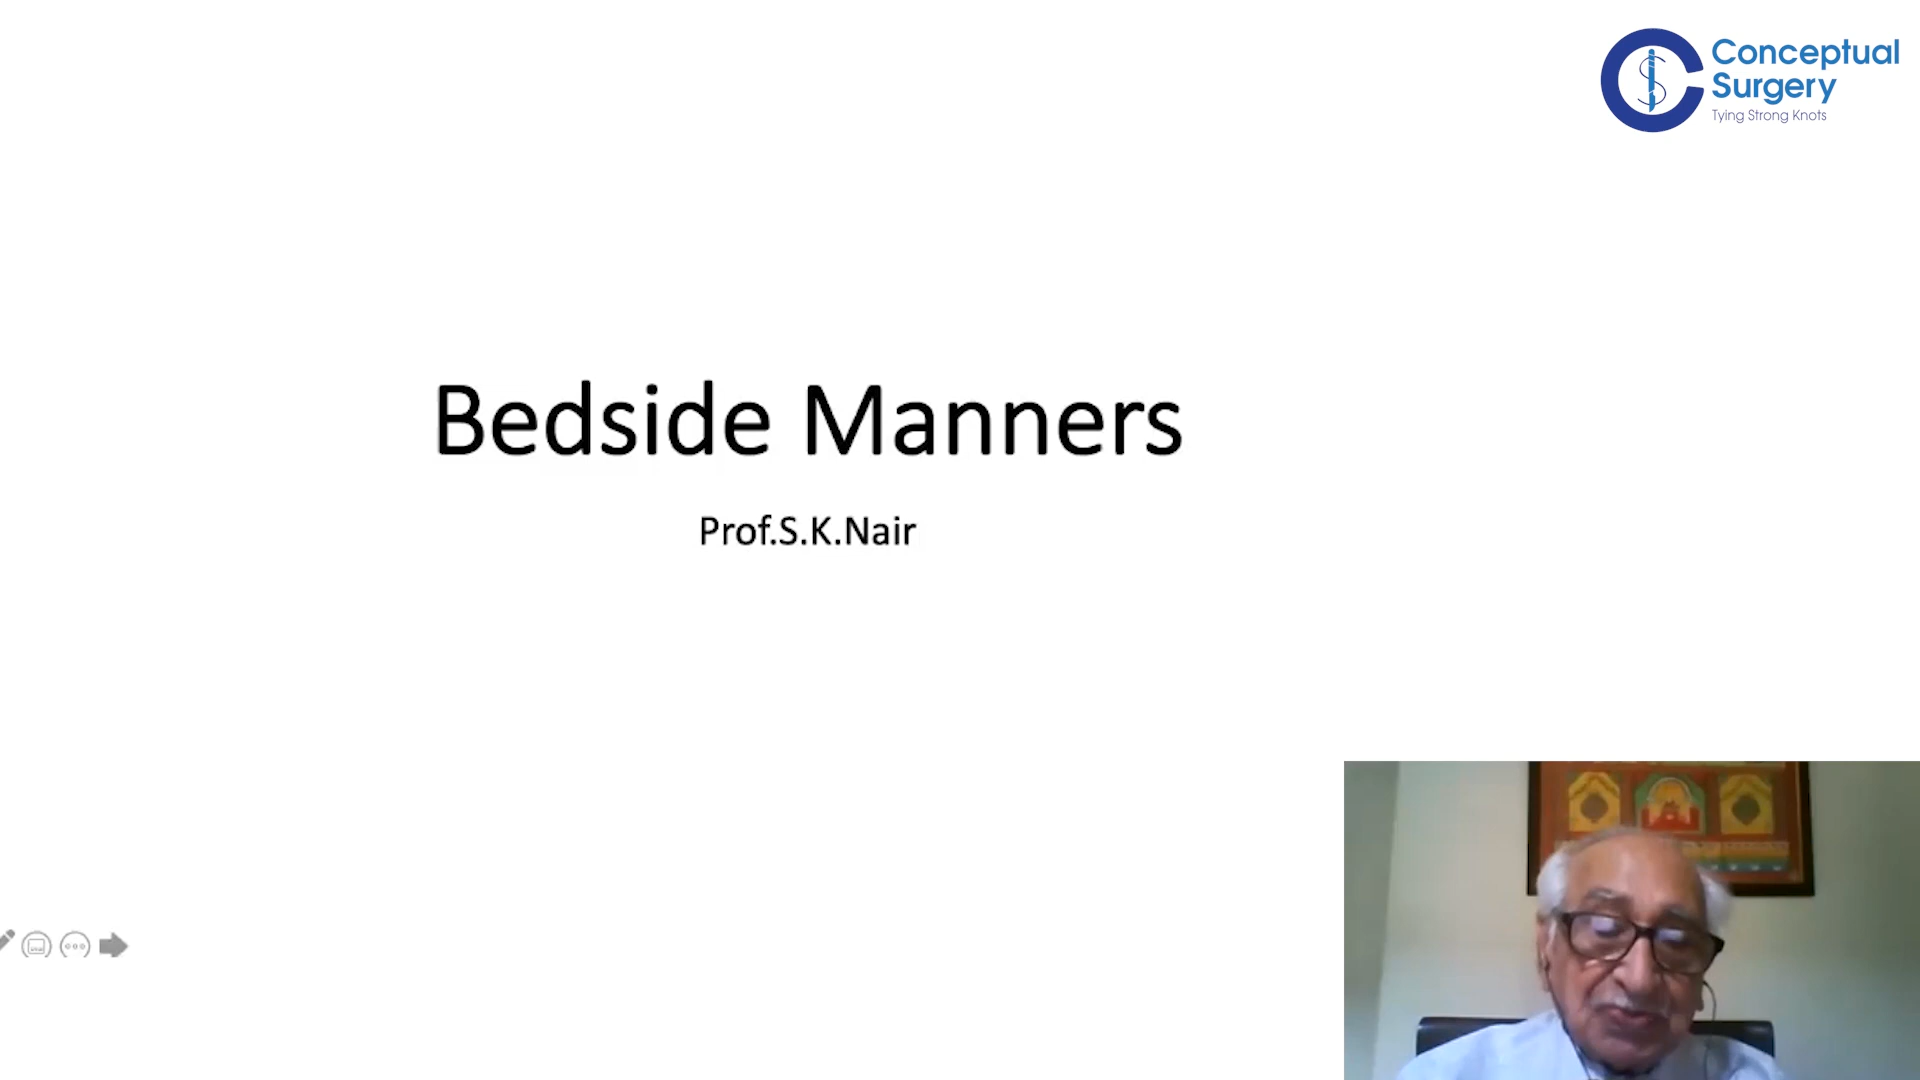 Conceptual
Surgery
Tying Strong Knots
Bedside Manners
Prof.S.K.Nair